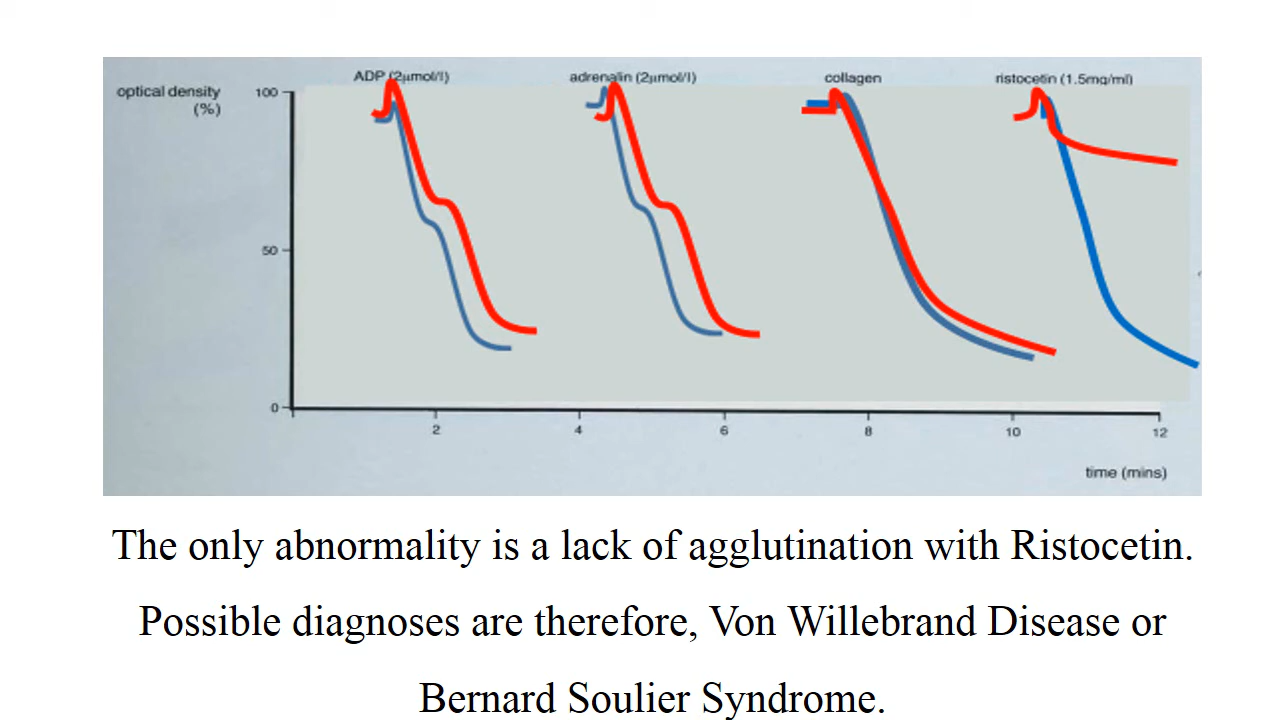 ADP (2μmol/l) adrenalin (2μmol/l) collagen ristocetin (1.5mg/ml)
optical density
(%)
100
50
0
2 4 6 8 10 12
time (mins)
The only abnormality is a lack of agglutination with Ristocetin.
Possible diagnoses are therefore, Von Willebrand Disease or
Bernard Soulier Syndrome.